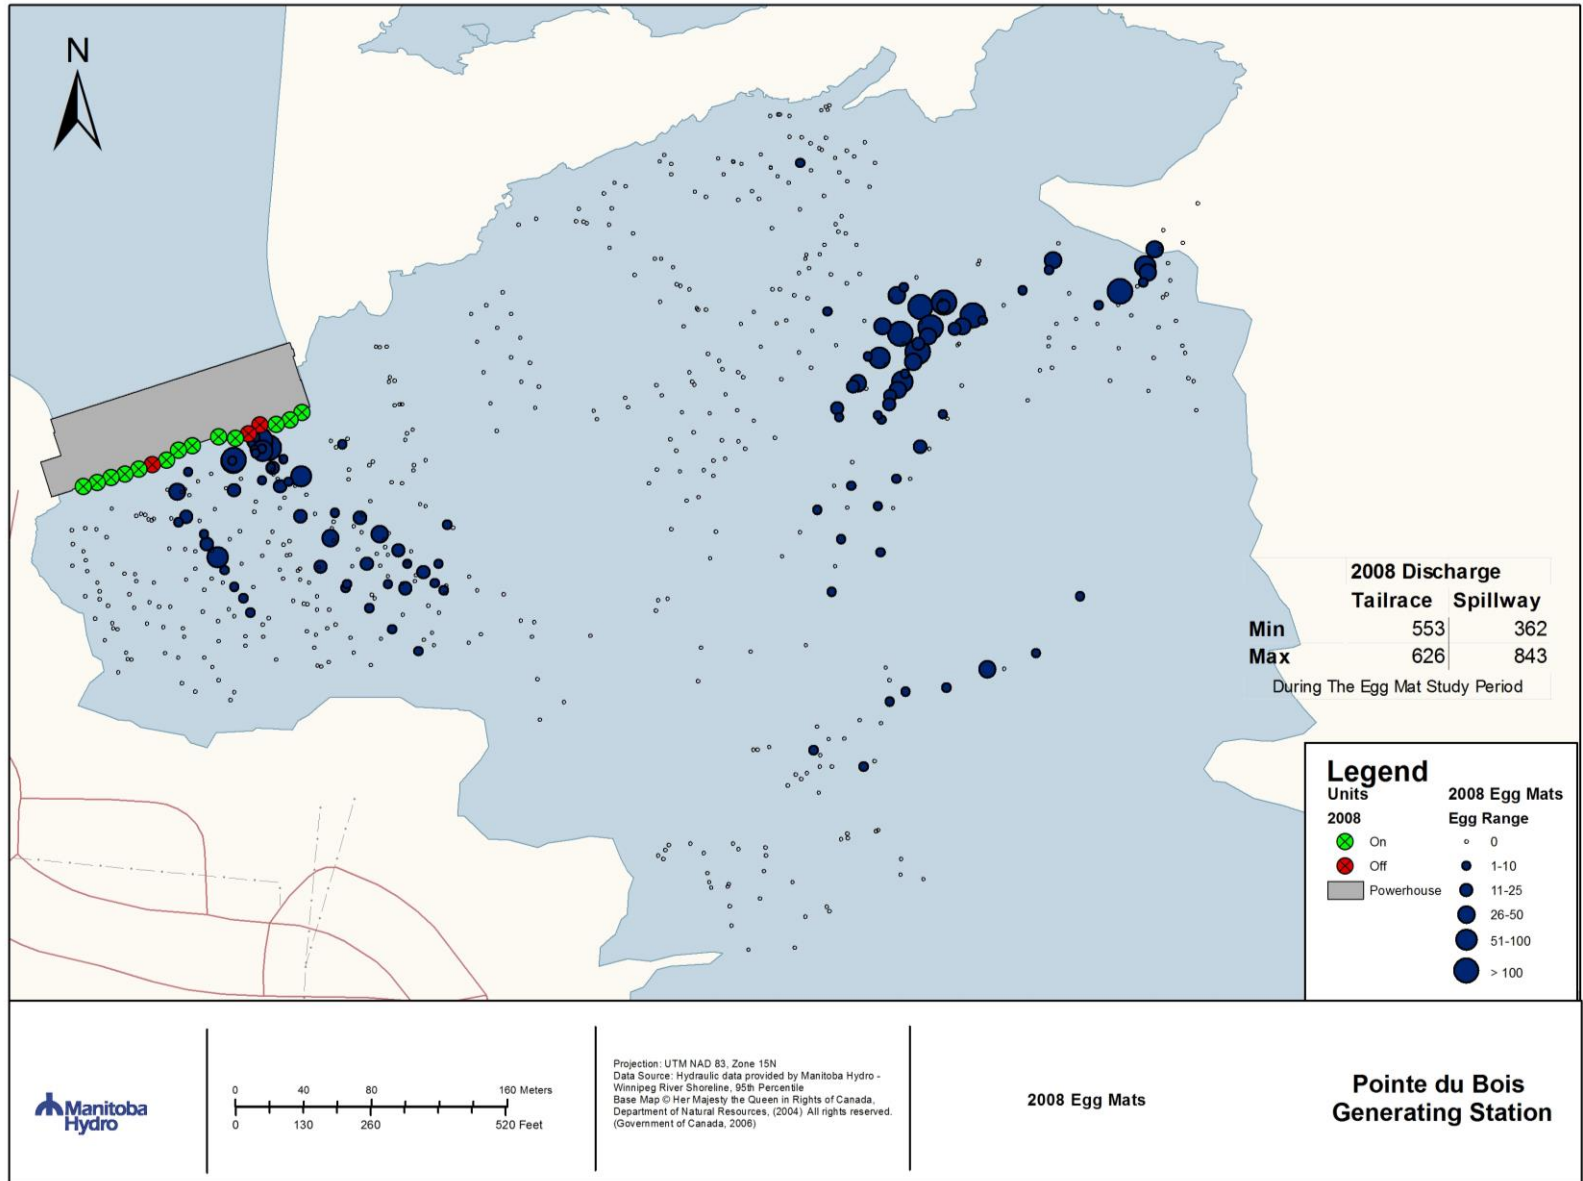 N
2008 Discharge
Tailrace Spillway
Min 553 362
Max 626 843
During The Egg Mat Study Period
Legend
Units 2008 Egg Mats
2008 Egg Range
On 0
Off 1-10
Powerhouse 11-25
26-50
51-100
> 100
Manitoba
Hydro
0 40 80 160 Meters
0 130 260 520 Feet
Projection: UTM NAD 83, Zone 15N
Data Source: Hydraulic data provided by Manitoba Hydro -
Winnipeg River Shoreline, 95th Percentile
Base Map © Her Majesty the Queen in Rights of Canada,
Department of Natural Resources, (2004) All rights reserved.
(Government of Canada, 2006)
2008 Egg Mats
Pointe du Bois
Generating Station